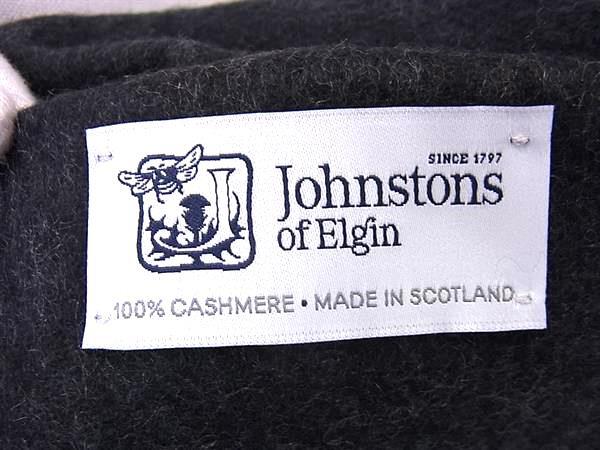 SINCE 1797
Johnstons
of Elgin
100% CASHMERE • MADE IN SCOTLAND